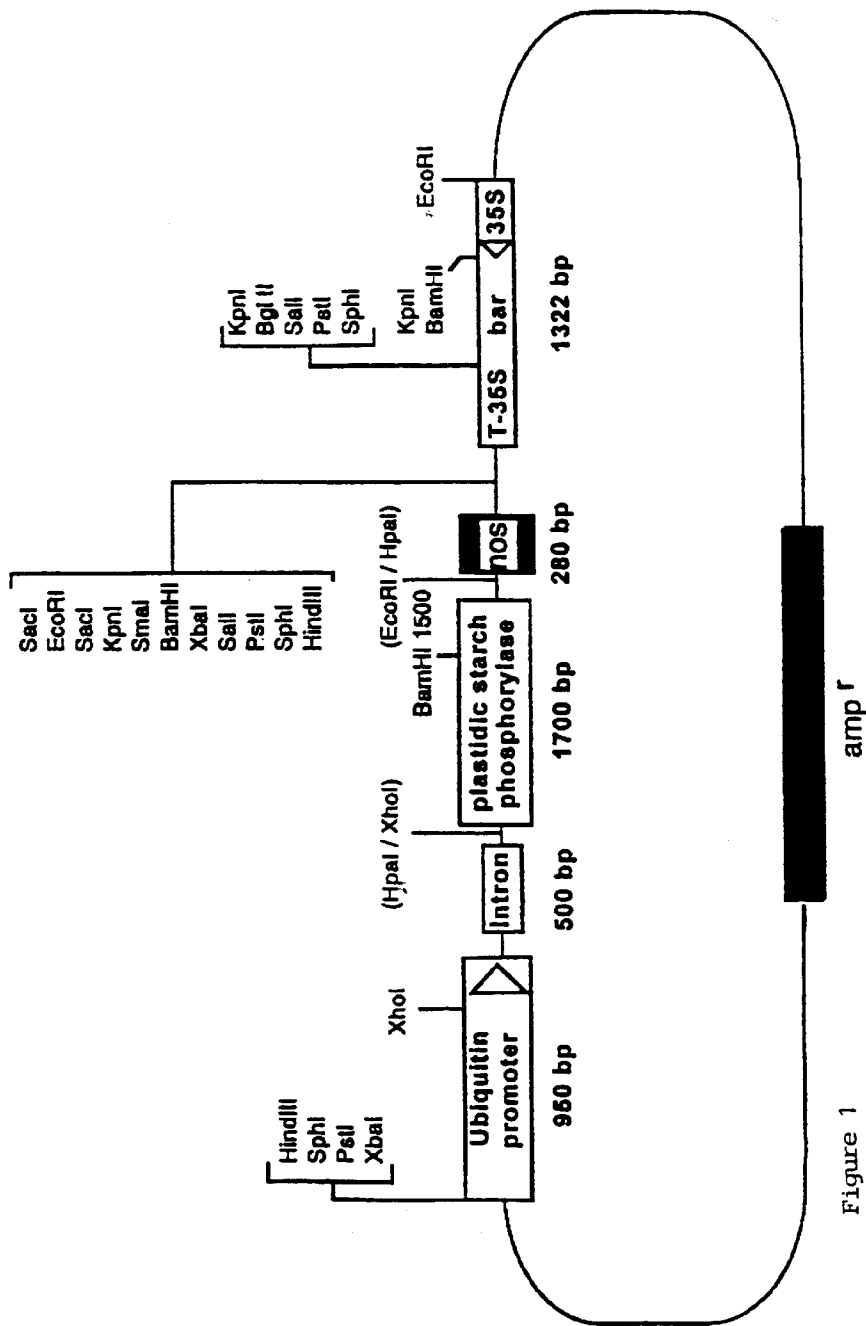 HindIII
SphI
PstI
XbaI
XhoI
Ubiquitin
promoter
950 bp
(HpaI / XhoI)
Intron
500 bp
BamHI 1500
(EcoRI / HpaI)
plastidic starch
phosphorylase
1700 bp
nos
280 bp
SacI
EcoRI
SacI
KpnI
SmaI
BamHI
XbaI
SalI
PstI
SphI
HindIII
KpnI
Bgl II
SalI
PstI
SphI
KpnI
BamHI
EcoRI
T-35S bar 35S
1322 bp
amp r
Figure 1